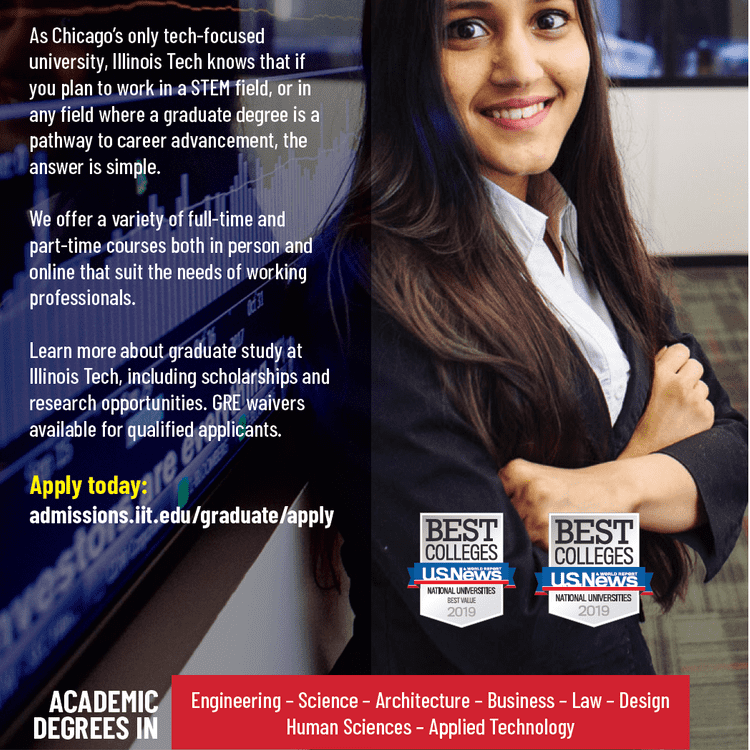 As Chicago's only tech-focused
university, Illinois Tech knows that if
you plan to work in a STEM field, or in
any field where a graduate degree is a
pathway to career advancement, the
answer is simple.
We offer a variety of full-time and
part-time courses both in person and
online that suit the needs of working
professionals.
Learn more about graduate study at
Illinois Tech, including scholarships and
research opportunities. GRE waivers
available for qualified applicants.
Apply today:
admissions.iit.edu/graduate/apply
BEST
COLLEGES
U.S.News
& WORLD REPORT
NATIONAL UNIVERSITIES
BEST VALUE
2019
BEST
COLLEGES
U.S.News
& WORLD REPORT
NATIONAL UNIVERSITIES
2019
ACADEMIC
DEGREES IN
Engineering – Science – Architecture – Business – Law – Design
Human Sciences – Applied Technology